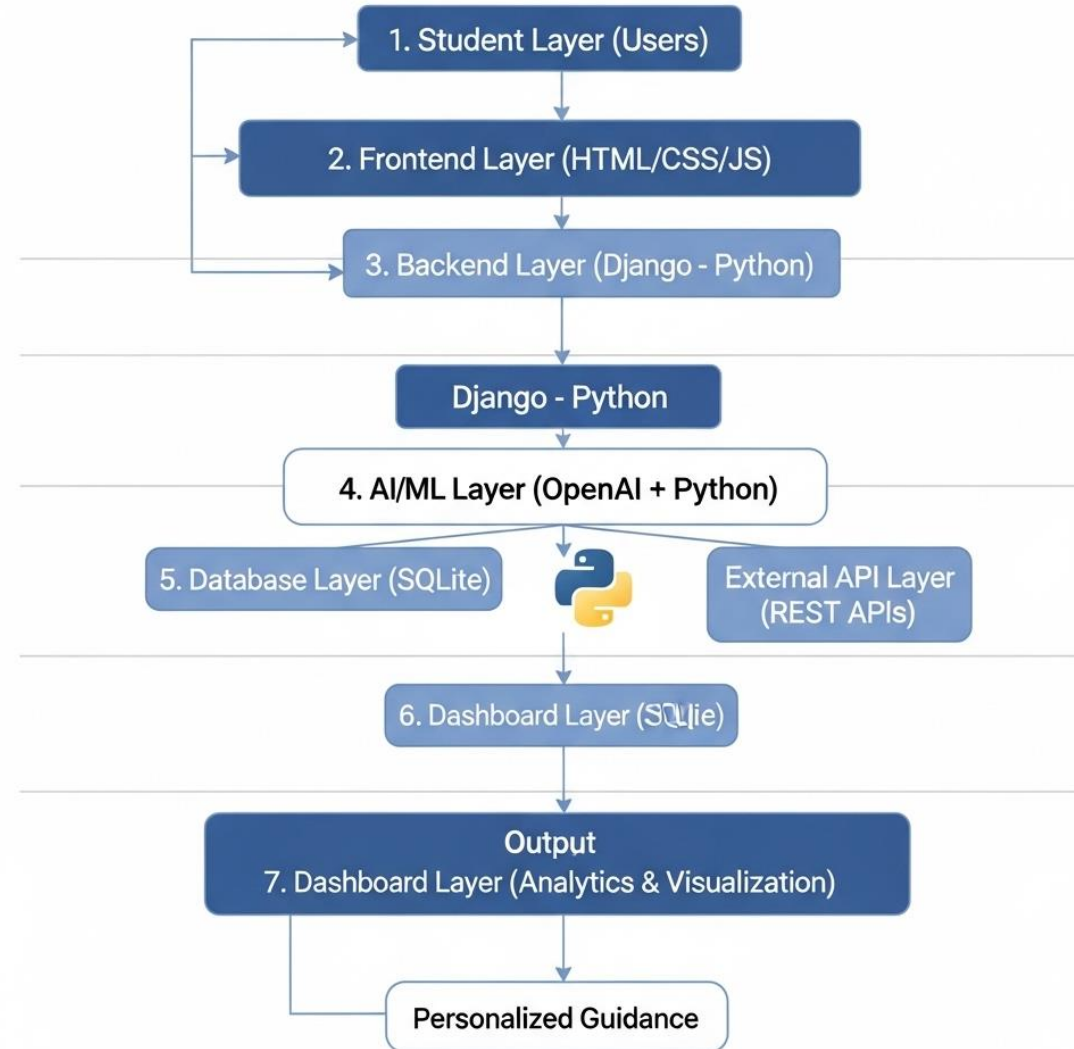 1. Student Layer (Users)
2. Frontend Layer (HTML/CSS/JS)
3. Backend Layer (Django - Python)
Django - Python
4. AI/ML Layer (OpenAI + Python)
5. Database Layer (SQLite)
External API Layer
(REST APIs)
6. Dashboard Layer
Output
7. Dashboard Layer (Analytics & Visualization)
Personalized Guidance